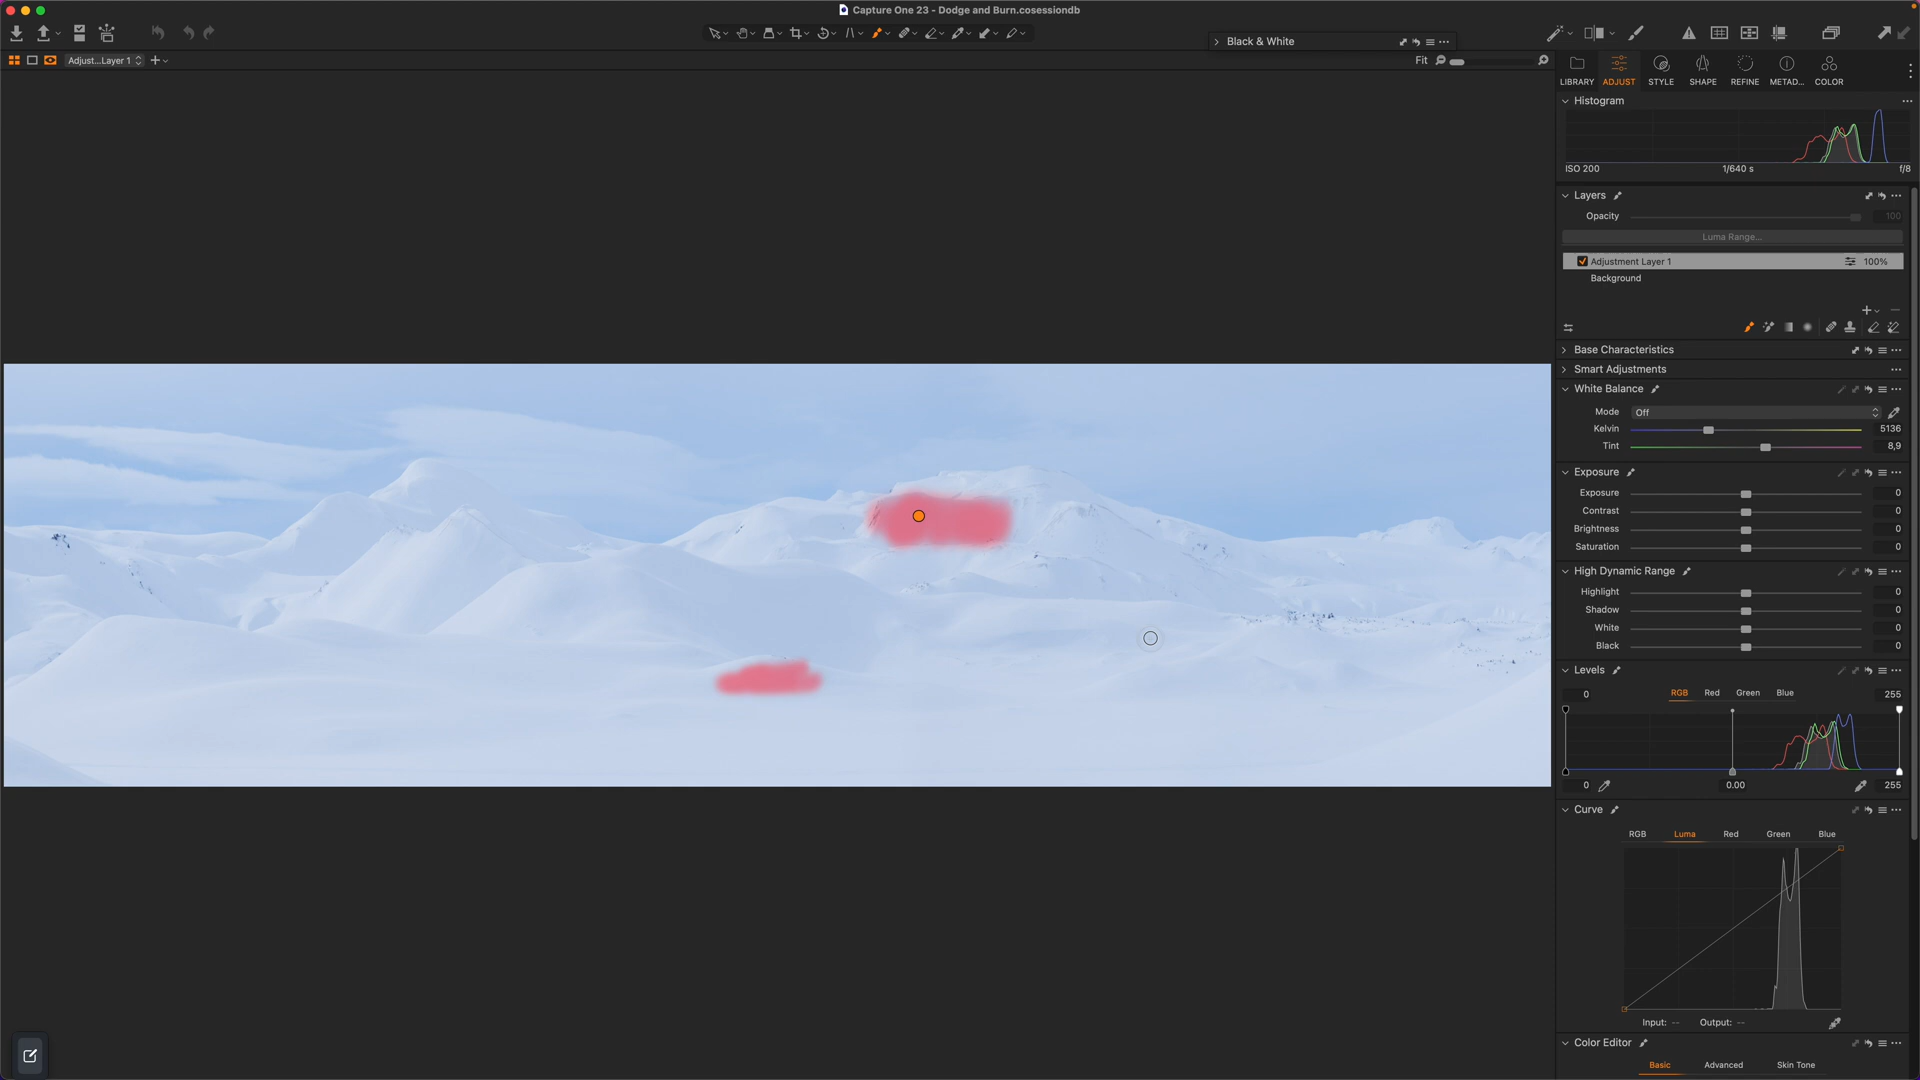 Capture One 23 - Dodge and Burn.cosessiondb
Black & White
Adjust...Layer 1
Fit
LIBRARY ADJUST STYLE SHAPE REFINE METAD... COLOR
Histogram
ISO 200 1/640 s f/8
Layers
Opacity 100
Luma Range...
Adjustment Layer 1 100%
Background
Base Characteristics
Smart Adjustments
White Balance
Mode Off
Kelvin 5136
Tint 8,9
Exposure
Exposure 0
Contrast 0
Brightness 0
Saturation 0
High Dynamic Range
Highlight 0
Shadow 0
White 0
Black 0
Levels
0 RGB Red Green Blue 255
0 0.00 255
Curve
RGB Luma Red Green Blue
Input: -- Output: --
Color Editor
Basic Advanced Skin Tone